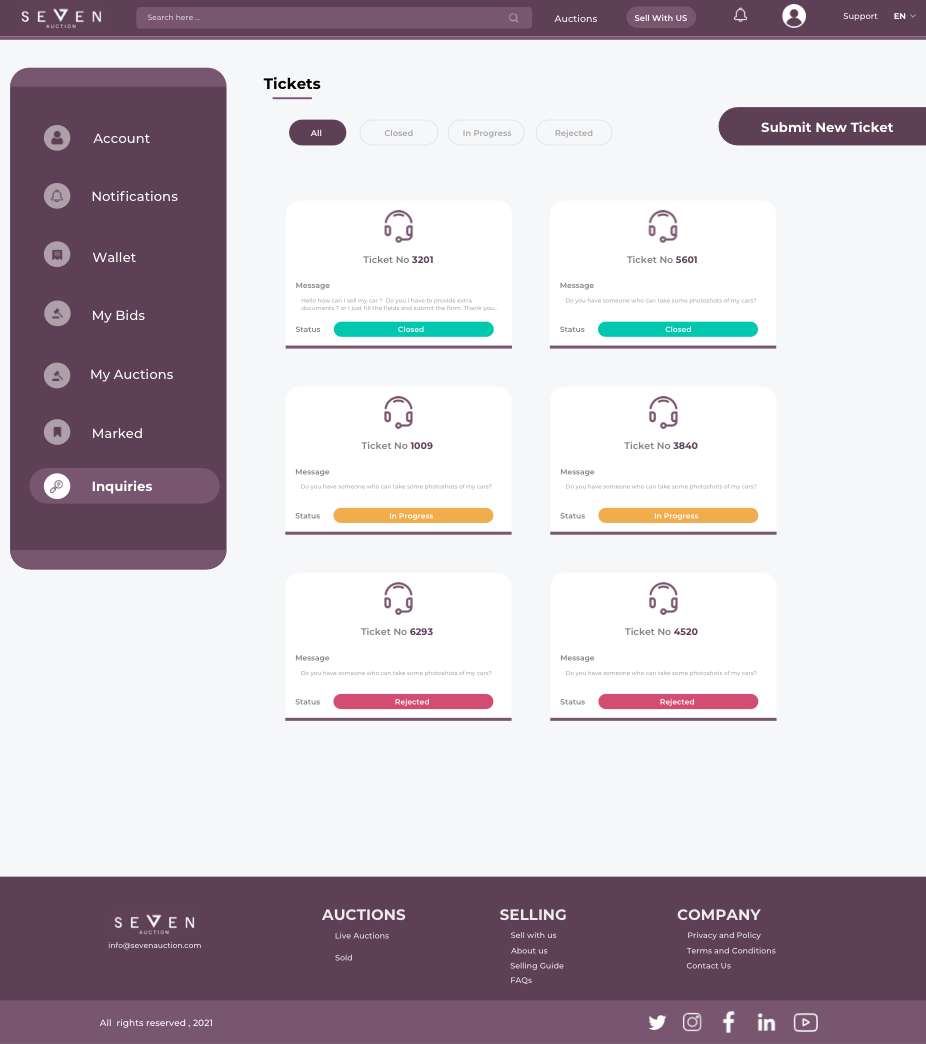 SEVEN
AUCTION
Search here ...
Auctions
Sell With US
Support
EN
Account
Notifications
Wallet
My Bids
My Auctions
Marked
Inquiries
Tickets
All
Closed
In Progress
Rejected
Submit New Ticket
Ticket No 3201
Message
Hello how can I sell my car ? Do you I have to provide extra
documents ? or I just fill the fields and submit the form. Thank you...
Status
Closed
Ticket No 5601
Message
Do you have someone who can take some photoshots of my cars?
Status
Closed
Ticket No 1009
Message
Do you have someone who can take some photoshots of my cars?
Status
In Progress
Ticket No 3840
Message
Do you have someone who can take some photoshots of my cars?
Status
In Progress
Ticket No 6293
Message
Do you have someone who can take some photoshots of my cars?
Status
Rejected
Ticket No 4520
Message
Do you have someone who can take some photoshots of my cars?
Status
Rejected
SEVEN
AUCTION
info@sevenauction.com
AUCTIONS
Live Auctions
Sold
SELLING
Sell with us
About us
Selling Guide
FAQs
COMPANY
Privacy and Policy
Terms and Conditions
Contact Us
All rights reserved , 2021